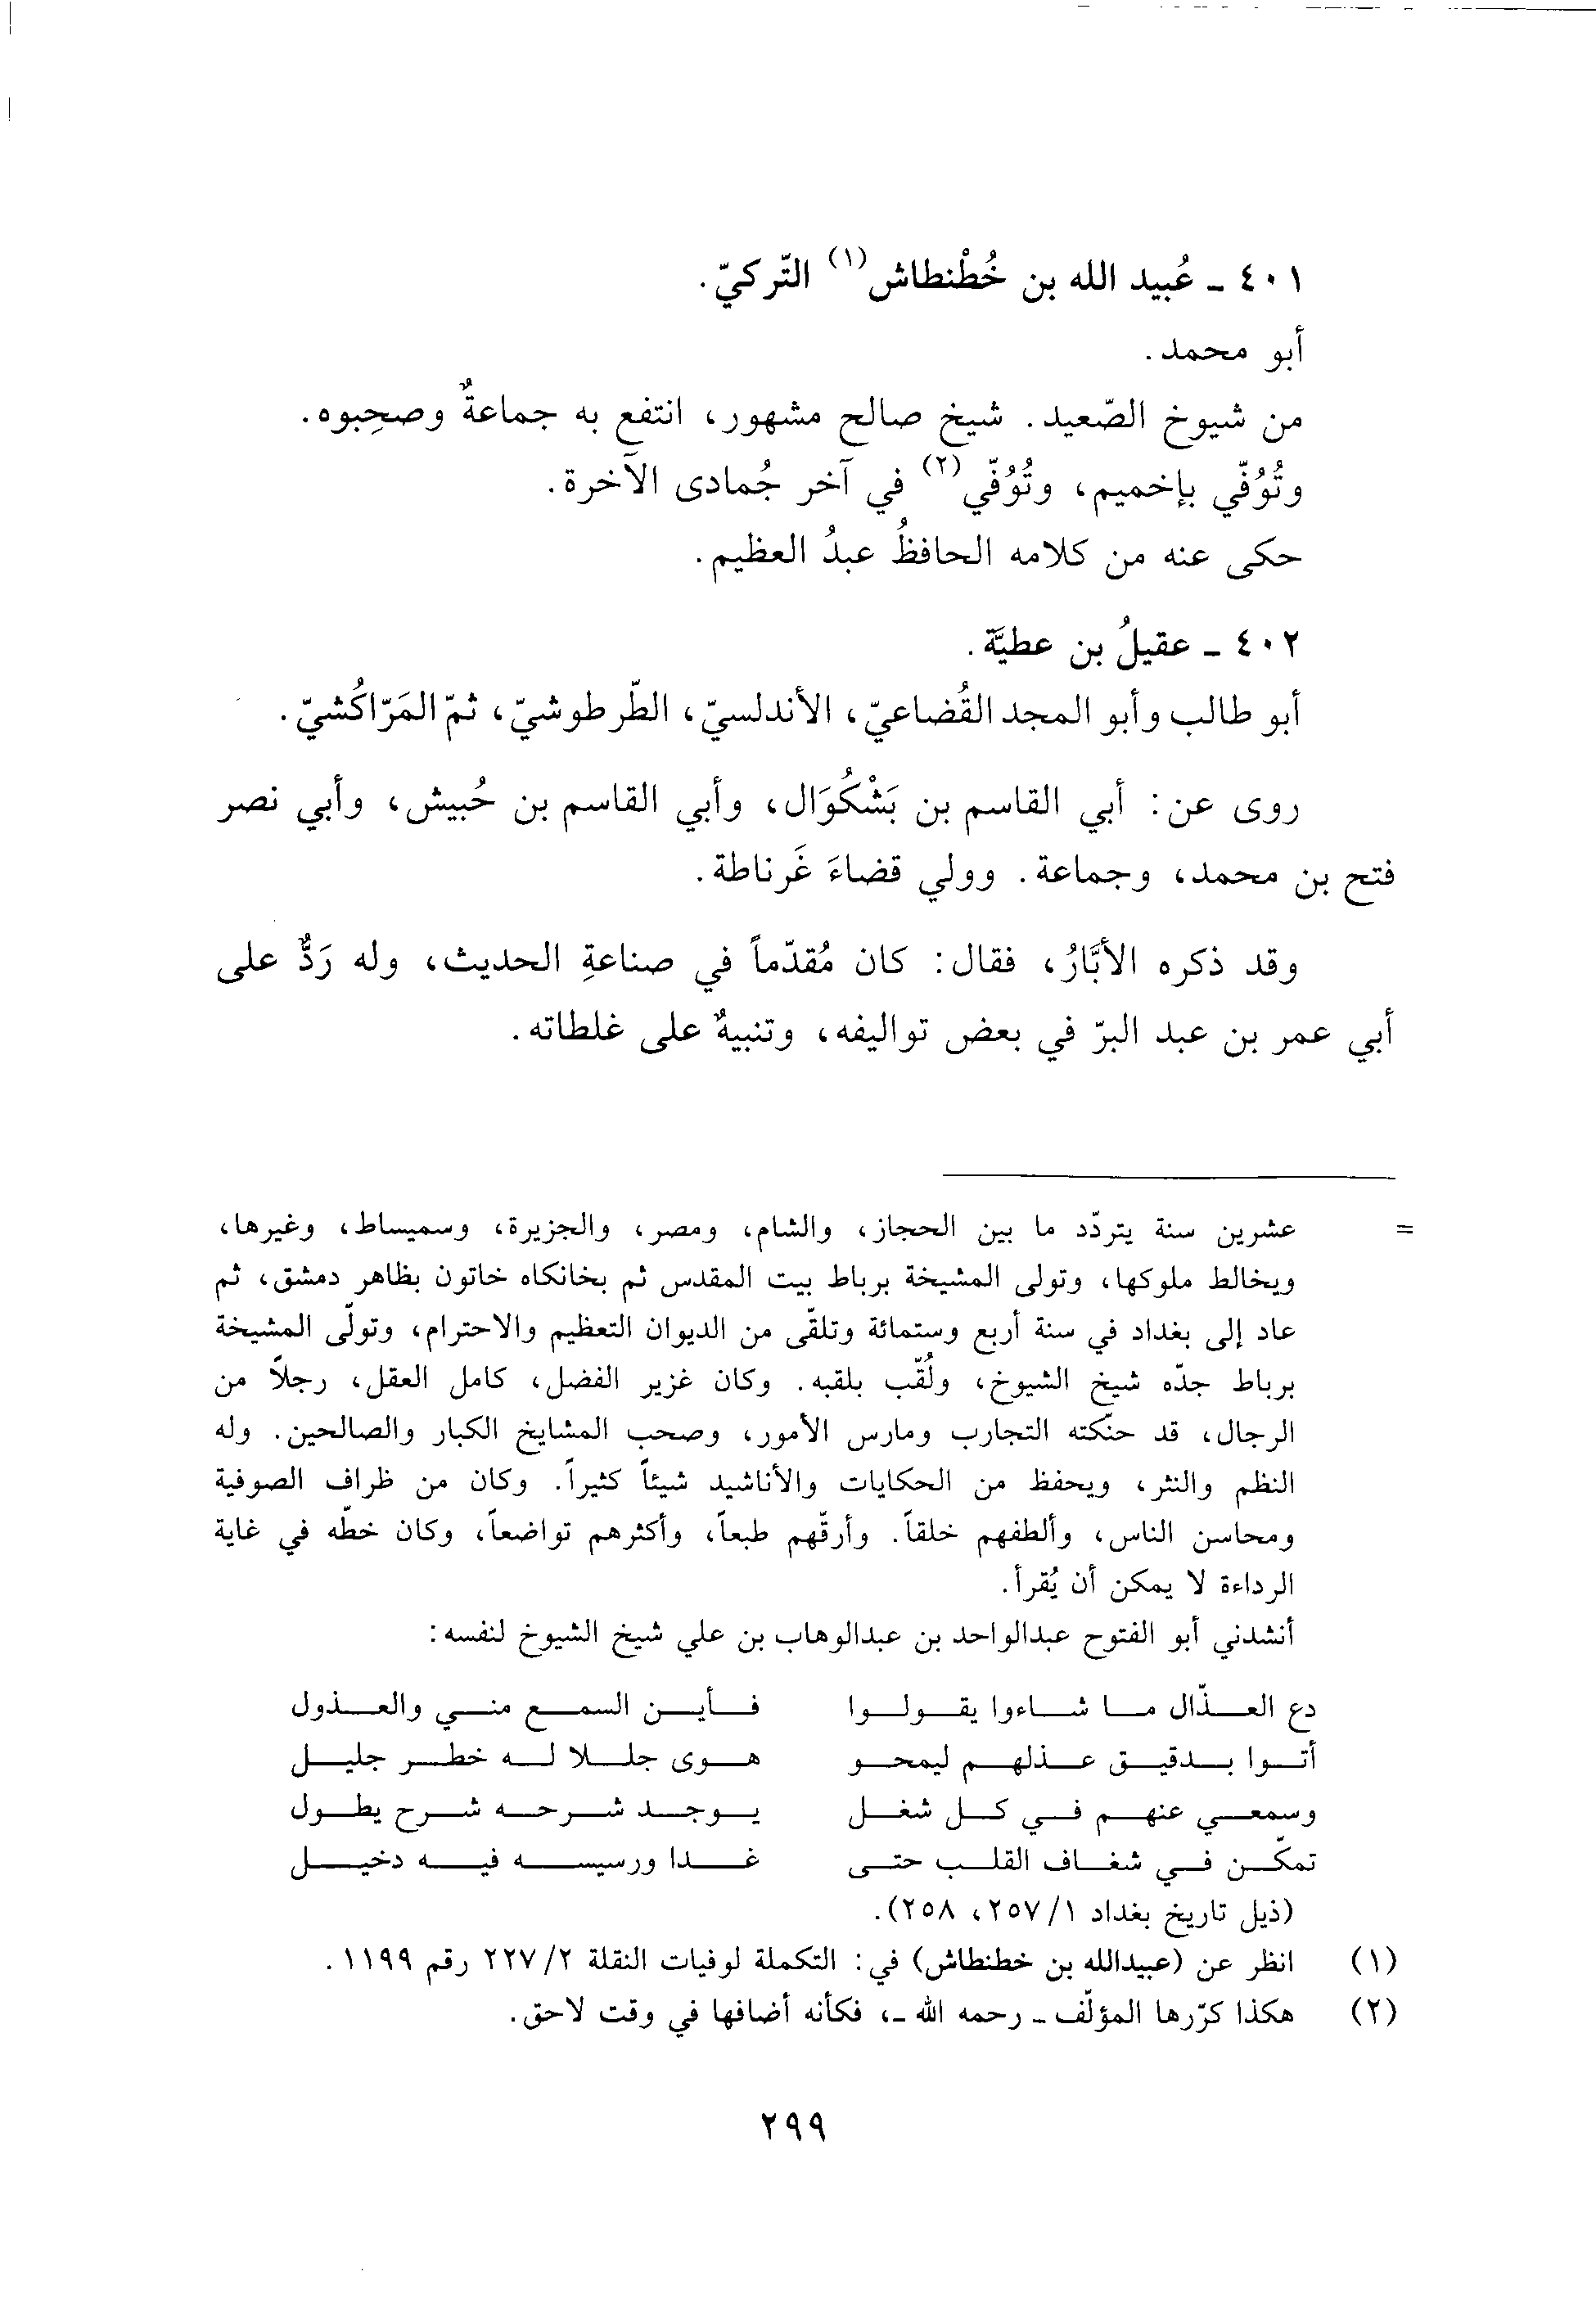 ٤٠١ ـ عُبيد الله بن خُطْنطاش(١) التّركيّ.
أبو محمد.
من شيوخ الصّعيد. شيخ صالح مشهور، انتفع به جماعةٌ وصحِبوه.
وتُوُفّي بإخميم، وتُوُفّي(٢) في آخر جُمادى الآخرة.
حكى عنه من كلامه الحافظُ عبدُ العظيم.
٤٠٢ ـ عقيلُ بن عطيَّة.
أبو طالب وأبو المجد القُضاعيّ، الأندلسيّ، الطّرطوشيّ، ثمّ المَرّاكُشيّ.
روى عن: أبي القاسم بن بَشْكُوَال، وأبي القاسم بن حُبيش، وأبي نصر
فتح بن محمد، وجماعة. وولي قضاءَ غَرناطة.
وقد ذكره الأبَّارُ، فقال: كان مُقدّماً في صناعةِ الحديث، وله رَدٌّ على
أبي عمر بن عبد البرّ في بعض تواليفه، وتنبيهٌ على غلطاته.
= عشرين سنة يتردّد ما بين الحجاز، والشام، ومصر، والجزيرة، وسميساط، وغيرها،
ويخالط ملوكها، وتولى المشيخة برباط بيت المقدس ثم بخانكاه خاتون بظاهر دمشق، ثم
عاد إلى بغداد في سنة أربع وستمائة وتلقّى من الديوان التعظيم والاحترام، وتولّى المشيخة
برباط جدّه شيخ الشيوخ، ولُقّب بلقبه. وكان غزير الفضل، كامل العقل، رجلاً من
الرجال، قد حنّكته التجارب ومارس الأمور، وصحب المشايخ الكبار والصالحين. وله
النظم والنثر، ويحفظ من الحكايات والأناشيد شيئاً كثيراً. وكان من ظراف الصوفية
ومحاسن الناس، وألطفهم خلقاً. وأرقّهم طبعاً، وأكثرهم تواضعاً، وكان خطّه في غاية
الرداءة لا يمكن أن يُقرأ.
أنشدني أبو الفتوح عبدالواحد بن عبدالوهاب بن علي شيخ الشيوخ لنفسه:
دع العذّال ما شاءوا يقولوا فأين السمع مني والعذول
أتوا بدقيق عذلهم ليمحو هوى جللا له خطر جليل
وسمعي عنهم في كل شغل يوجد شرحه شرح يطول
تمكّن في شغاف القلب حتى غدا ورسيسه فيه دخيل
(ذيل تاريخ بغداد ١/٢٥٧، ٢٥٨).
(١) انظر عن (عبيدالله بن خطنطاش) في: التكملة لوفيات النقلة ٢/٢٢٧ رقم ١١٩٩.
(٢) هكذا كرّرها المؤلّف ـ رحمه الله ـ، فكأنه أضافها في وقت لاحق.
٢٩٩